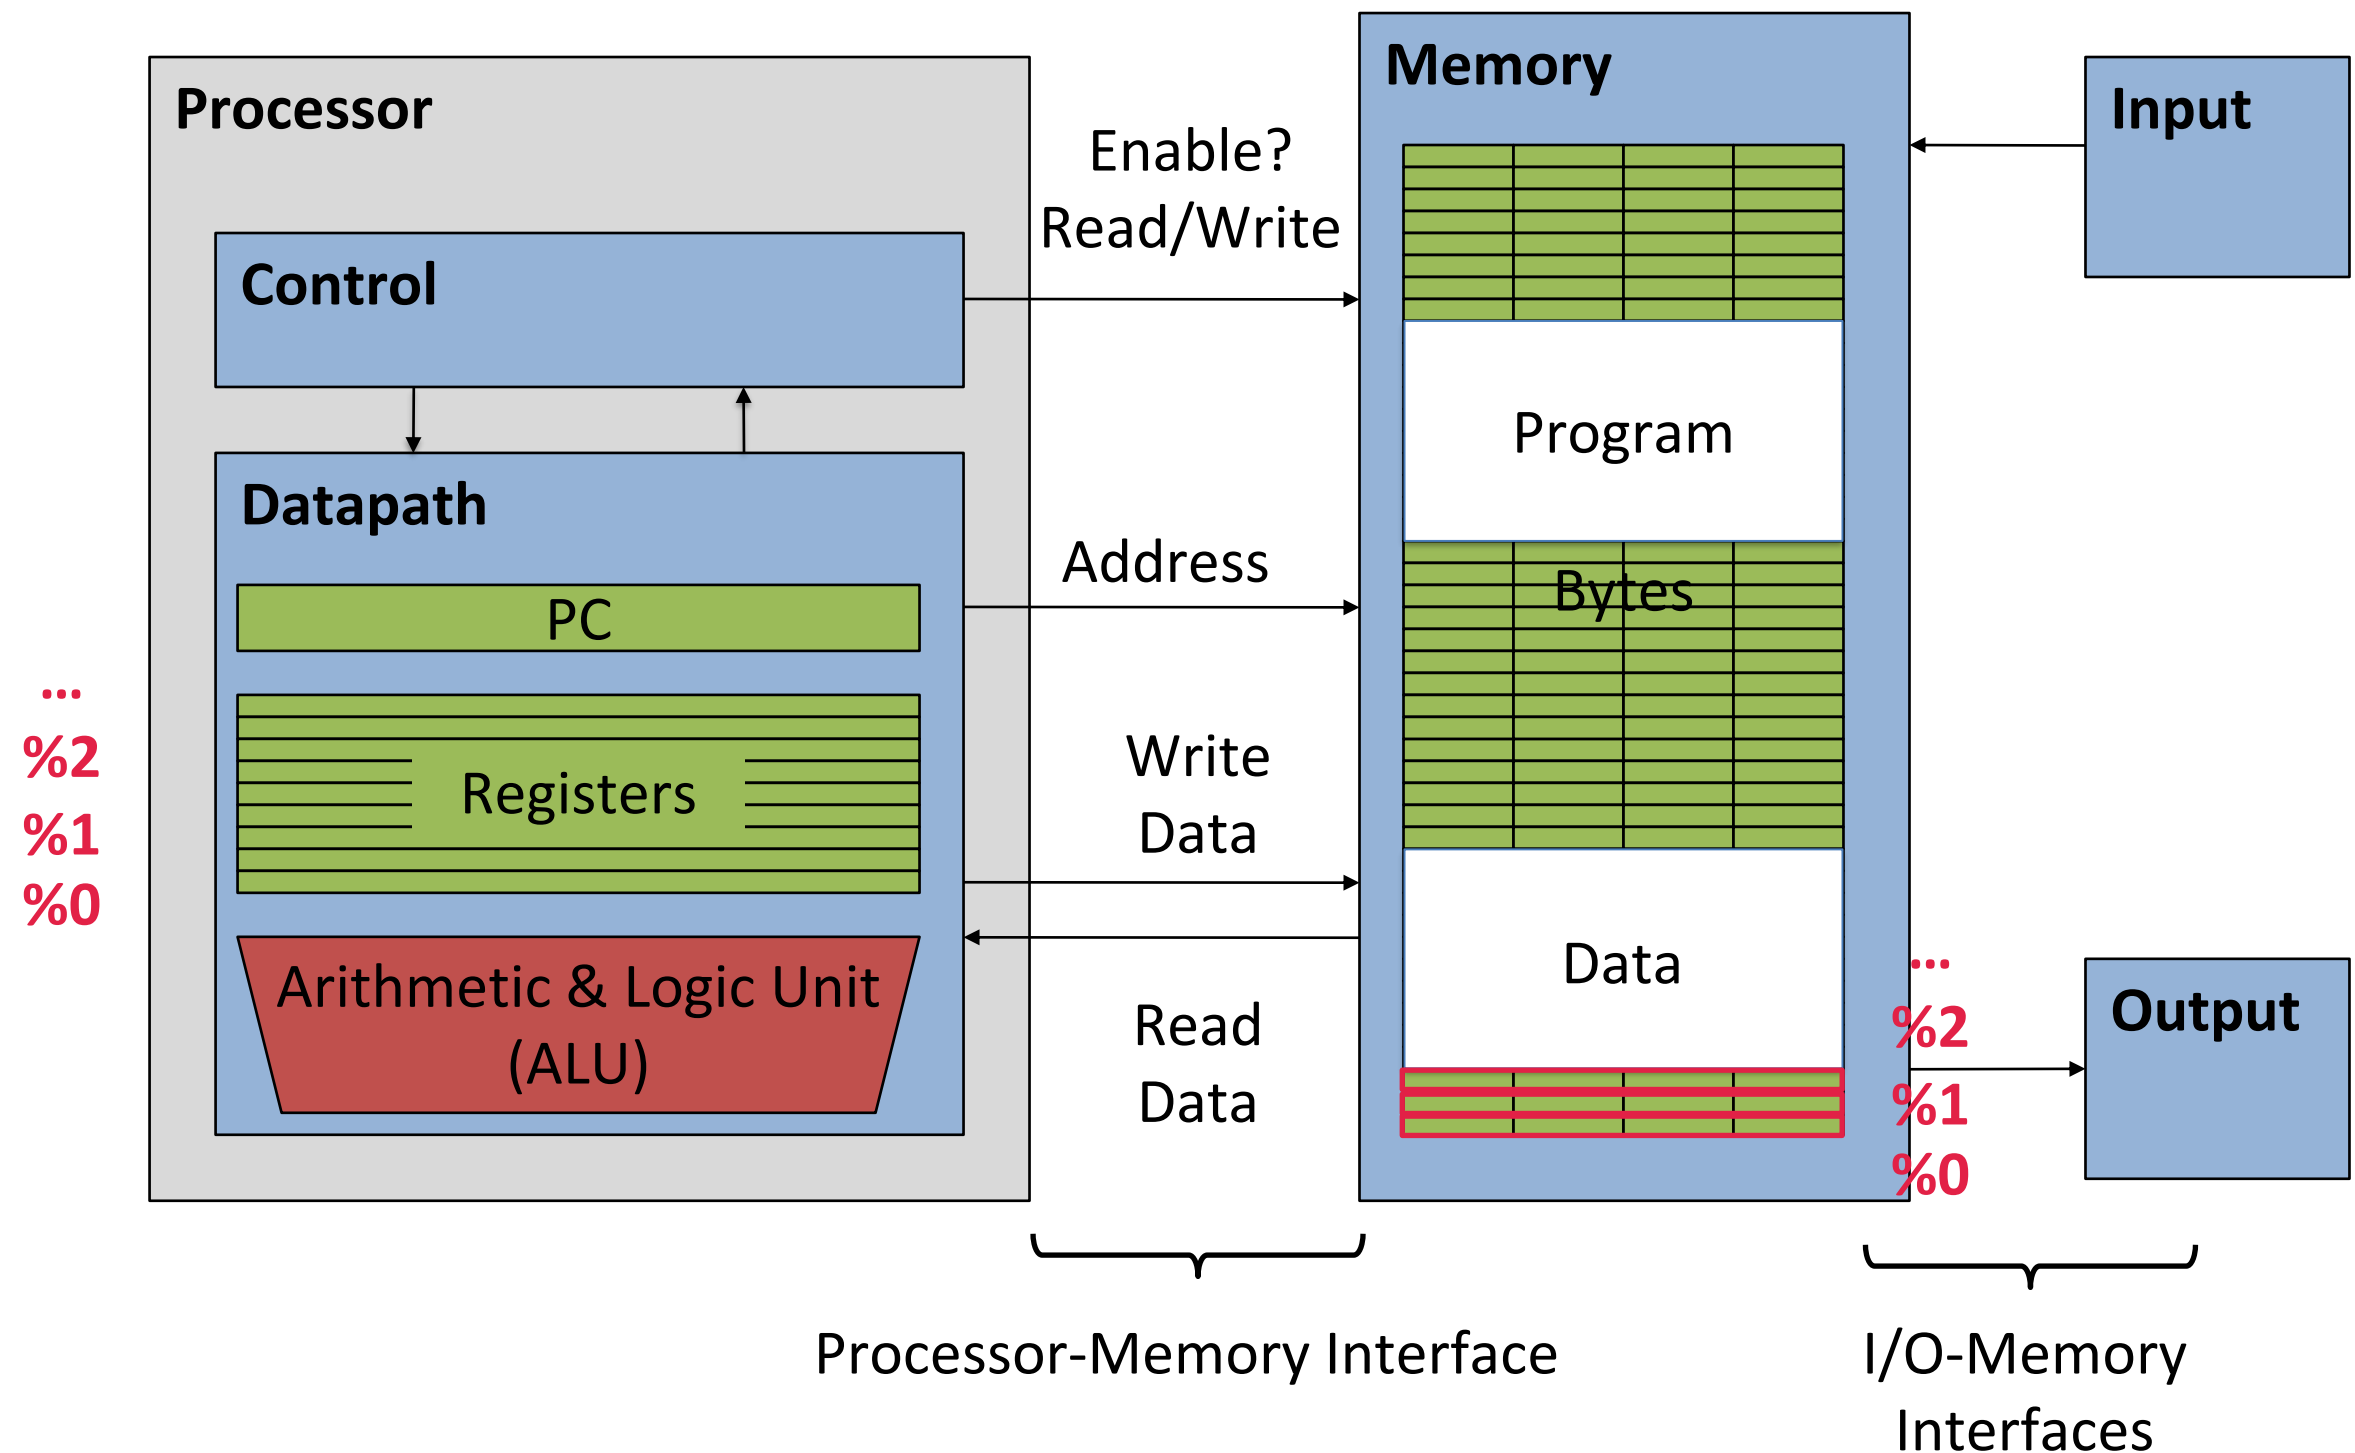 Processor
Control
Datapath
PC
Registers
Arithmetic & Logic Unit
(ALU)
...
%2
%1
%0
Enable?
Read/Write
Address
Write
Data
Read
Data
Memory
Program
Bytes
Data
...
%2
%1
%0
Input
Output
Processor-Memory Interface
I/O-Memory
Interfaces